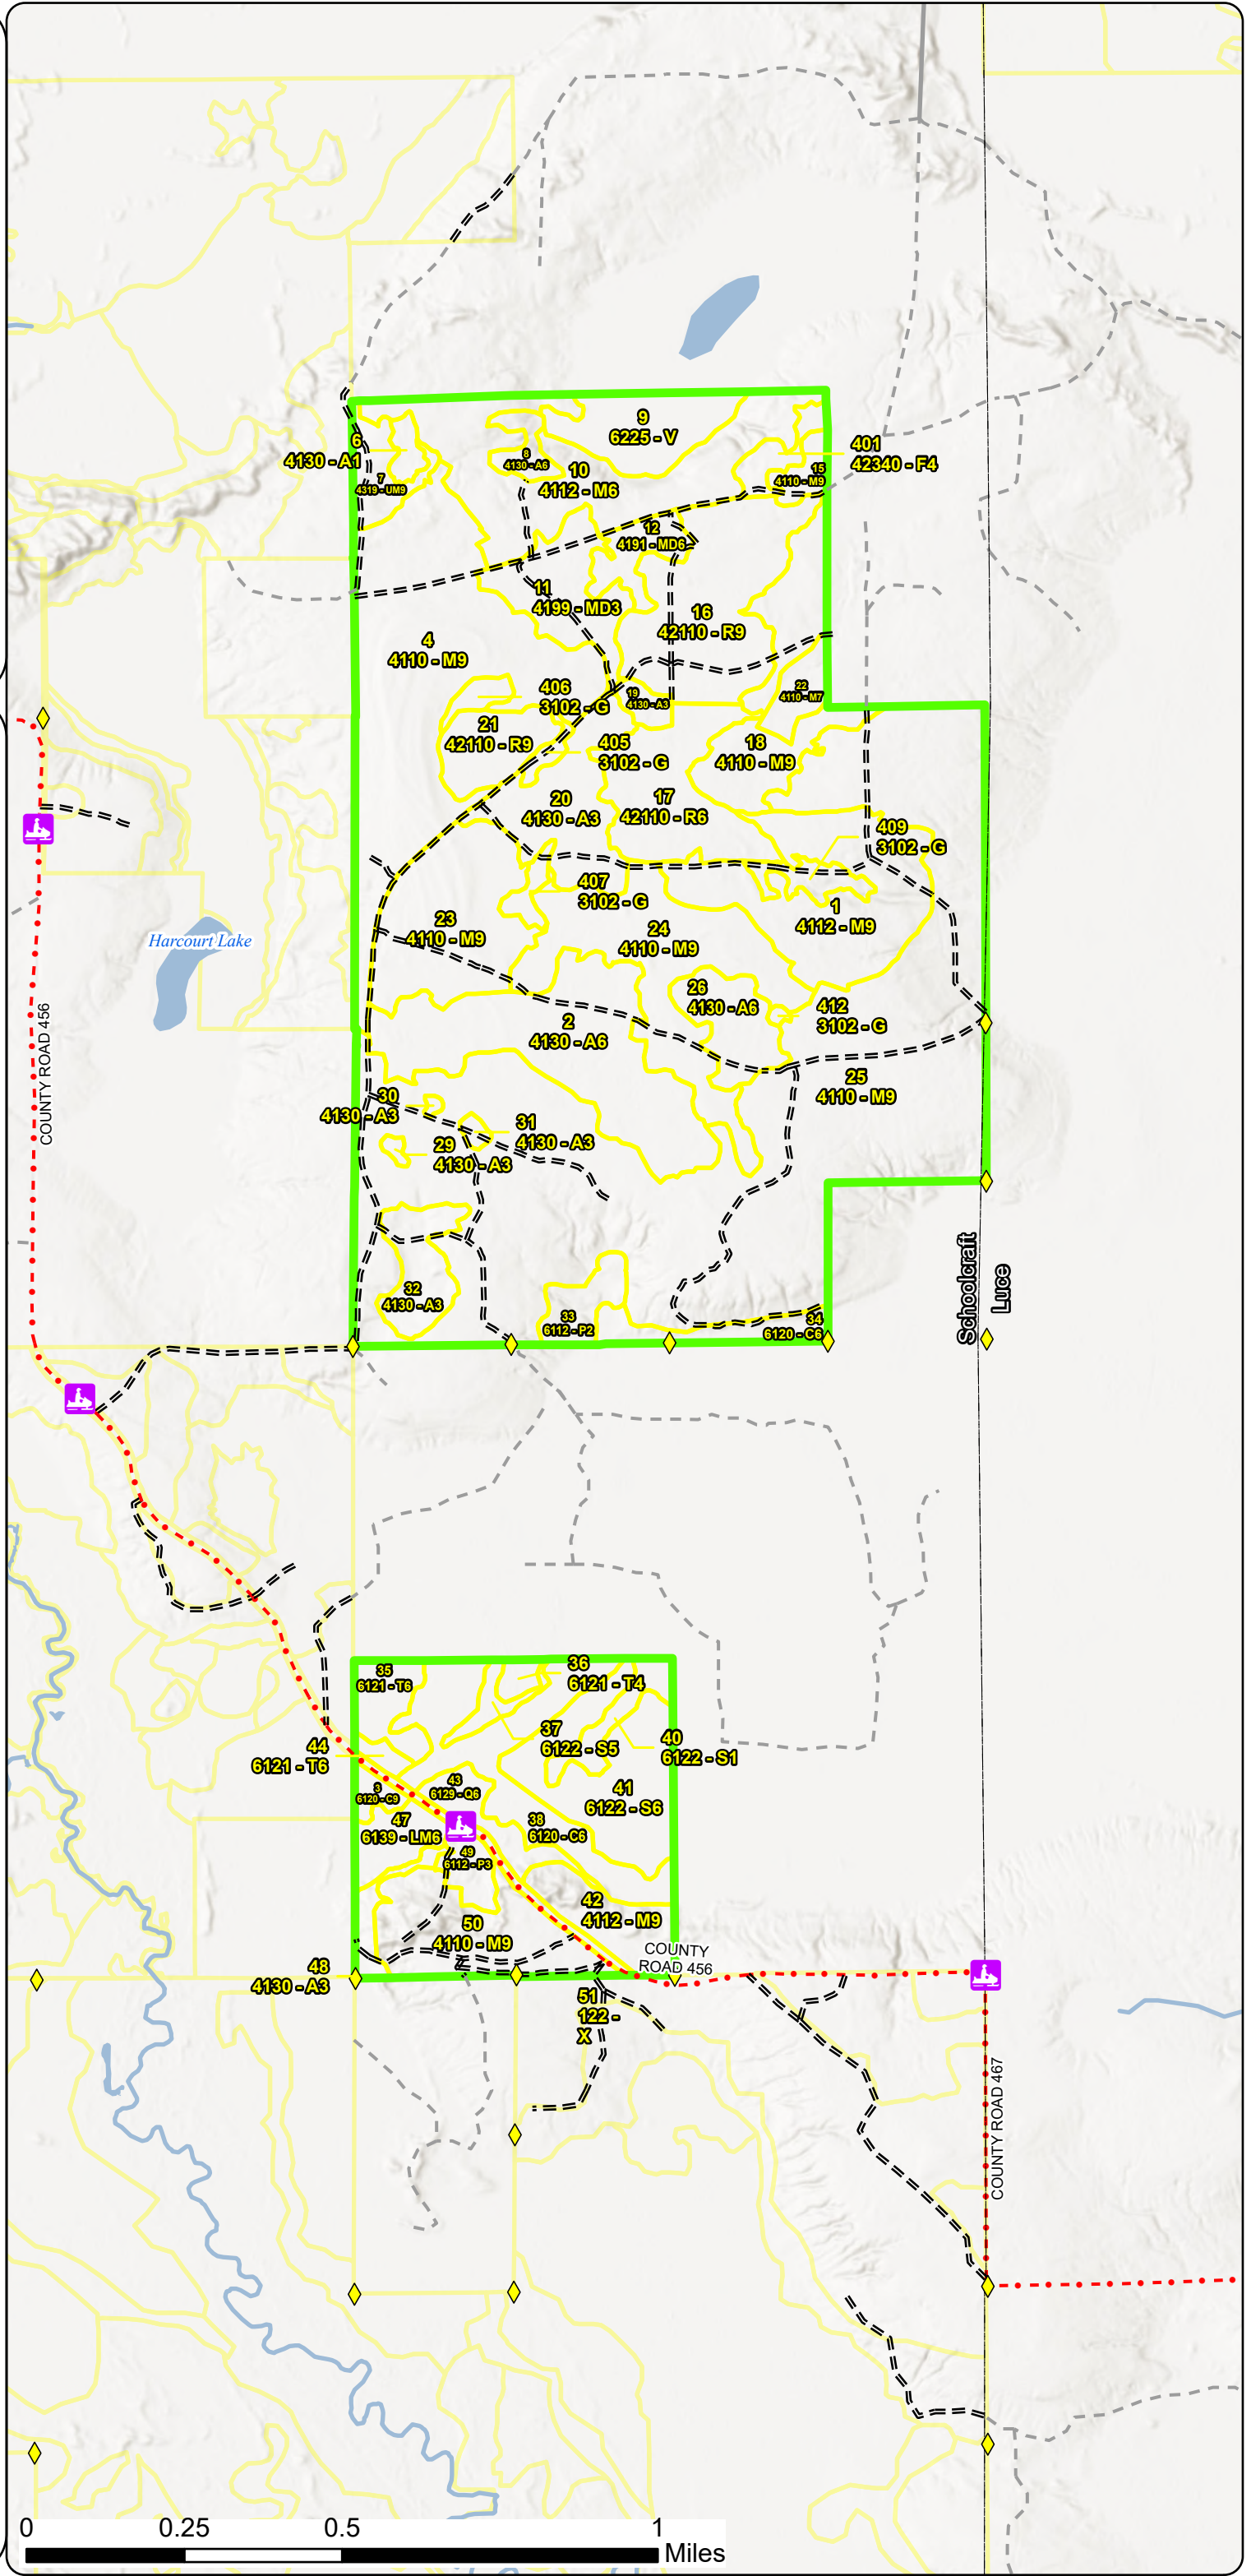 9
6225 - V
6
4130 - A1
401
42340 - F4
8
4130 - A6
10
4112 - M6
15
4110 - M9
7
4319 - UM9
12
4191 - MD6
11
4199 - MD3
16
42110 - R9
4
4110 - M9
406
3102 - G
19
4130 - A3
22
4110 - M7
21
42110 - R9
405
3102 - G
18
4110 - M9
20
4130 - A3
17
42110 - R6
409
3102 - G
407
3102 - G
1
4112 - M9
23
4110 - M9
24
4110 - M9
Harcourt Lake
26
4130 - A6
412
3102 - G
2
4130 - A6
COUNTY ROAD 456
25
4110 - M9
30
4130 - A3
31
4130 - A3
29
4130 - A3
32
4130 - A3
33
6112 - P2
34
6120 - C6
Schoolcraft
Luce
35
6121 - T6
36
6121 - T4
37
6122 - S5
40
6122 - S1
44
6121 - T6
3
6120 - C9
43
6129 - Q6
41
6122 - S6
47
6139 - LM6
38
6120 - C6
49
6112 - P3
42
4112 - M9
50
4110 - M9
COUNTY
ROAD 456
48
4130 - A3
51
122 -
X
COUNTY ROAD 467
0 0.25 0.5 1
Miles